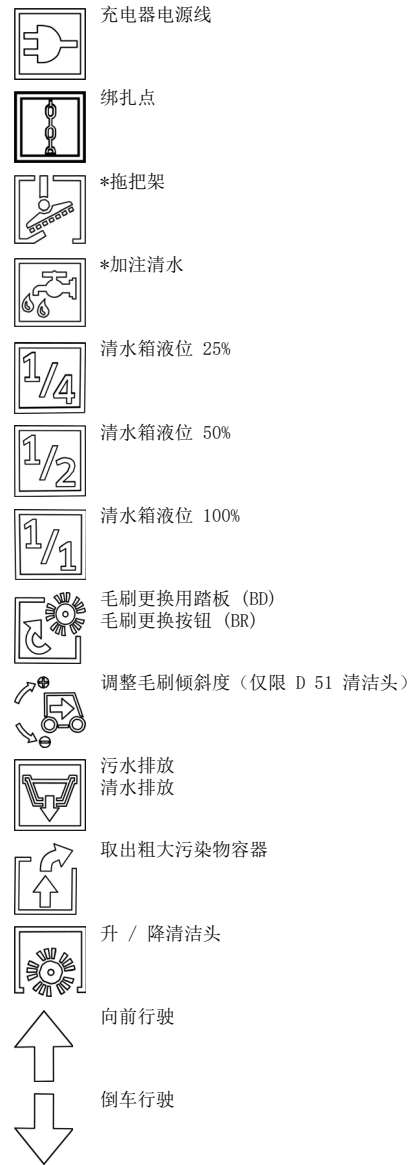 充电器电源线
绑扎点
*拖把架
*加注清水
1/4
清水箱液位 25%
1/2
清水箱液位 50%
1/1
清水箱液位 100%
毛刷更换用踏板 (BD)
毛刷更换按钮 (BR)
调整毛刷倾斜度（仅限 D 51 清洁头）
污水排放
清水排放
取出粗大污染物容器
升 / 降清洁头
向前行驶
倒车行驶